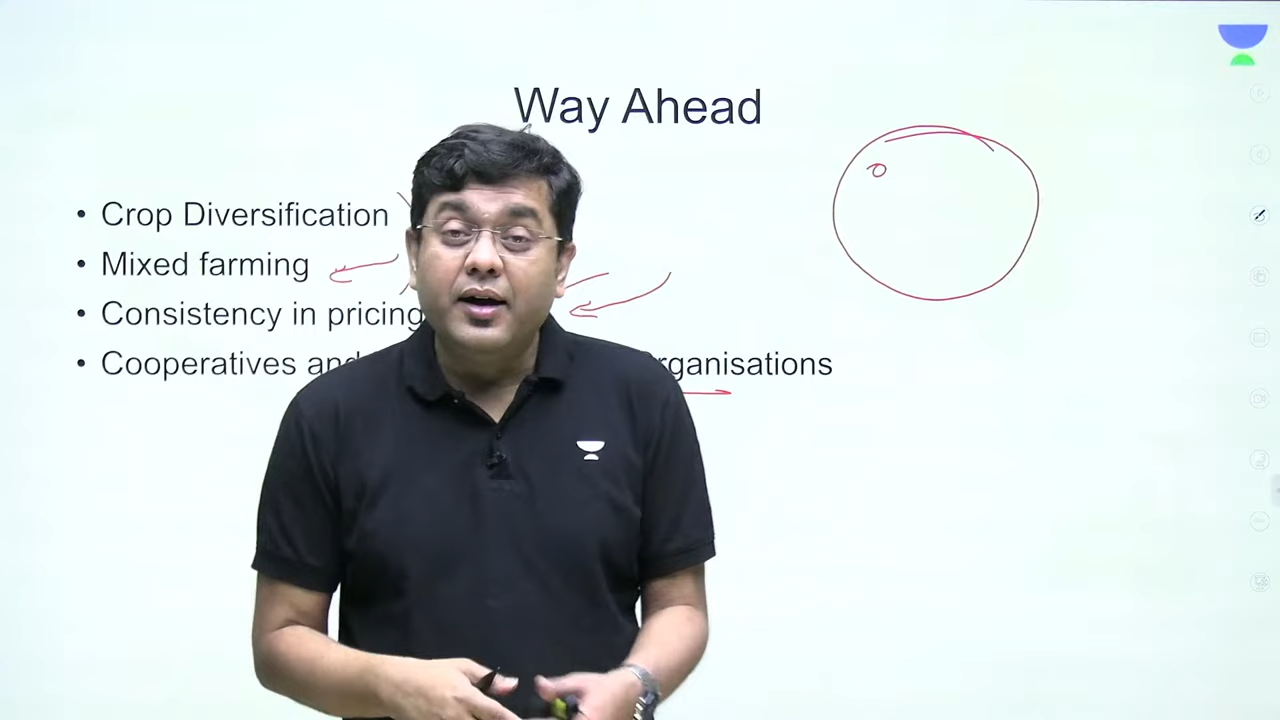 Way Ahead
• Crop Diversification
• Mixed farming
• Consistency in pricing
• Cooperatives and rganisations